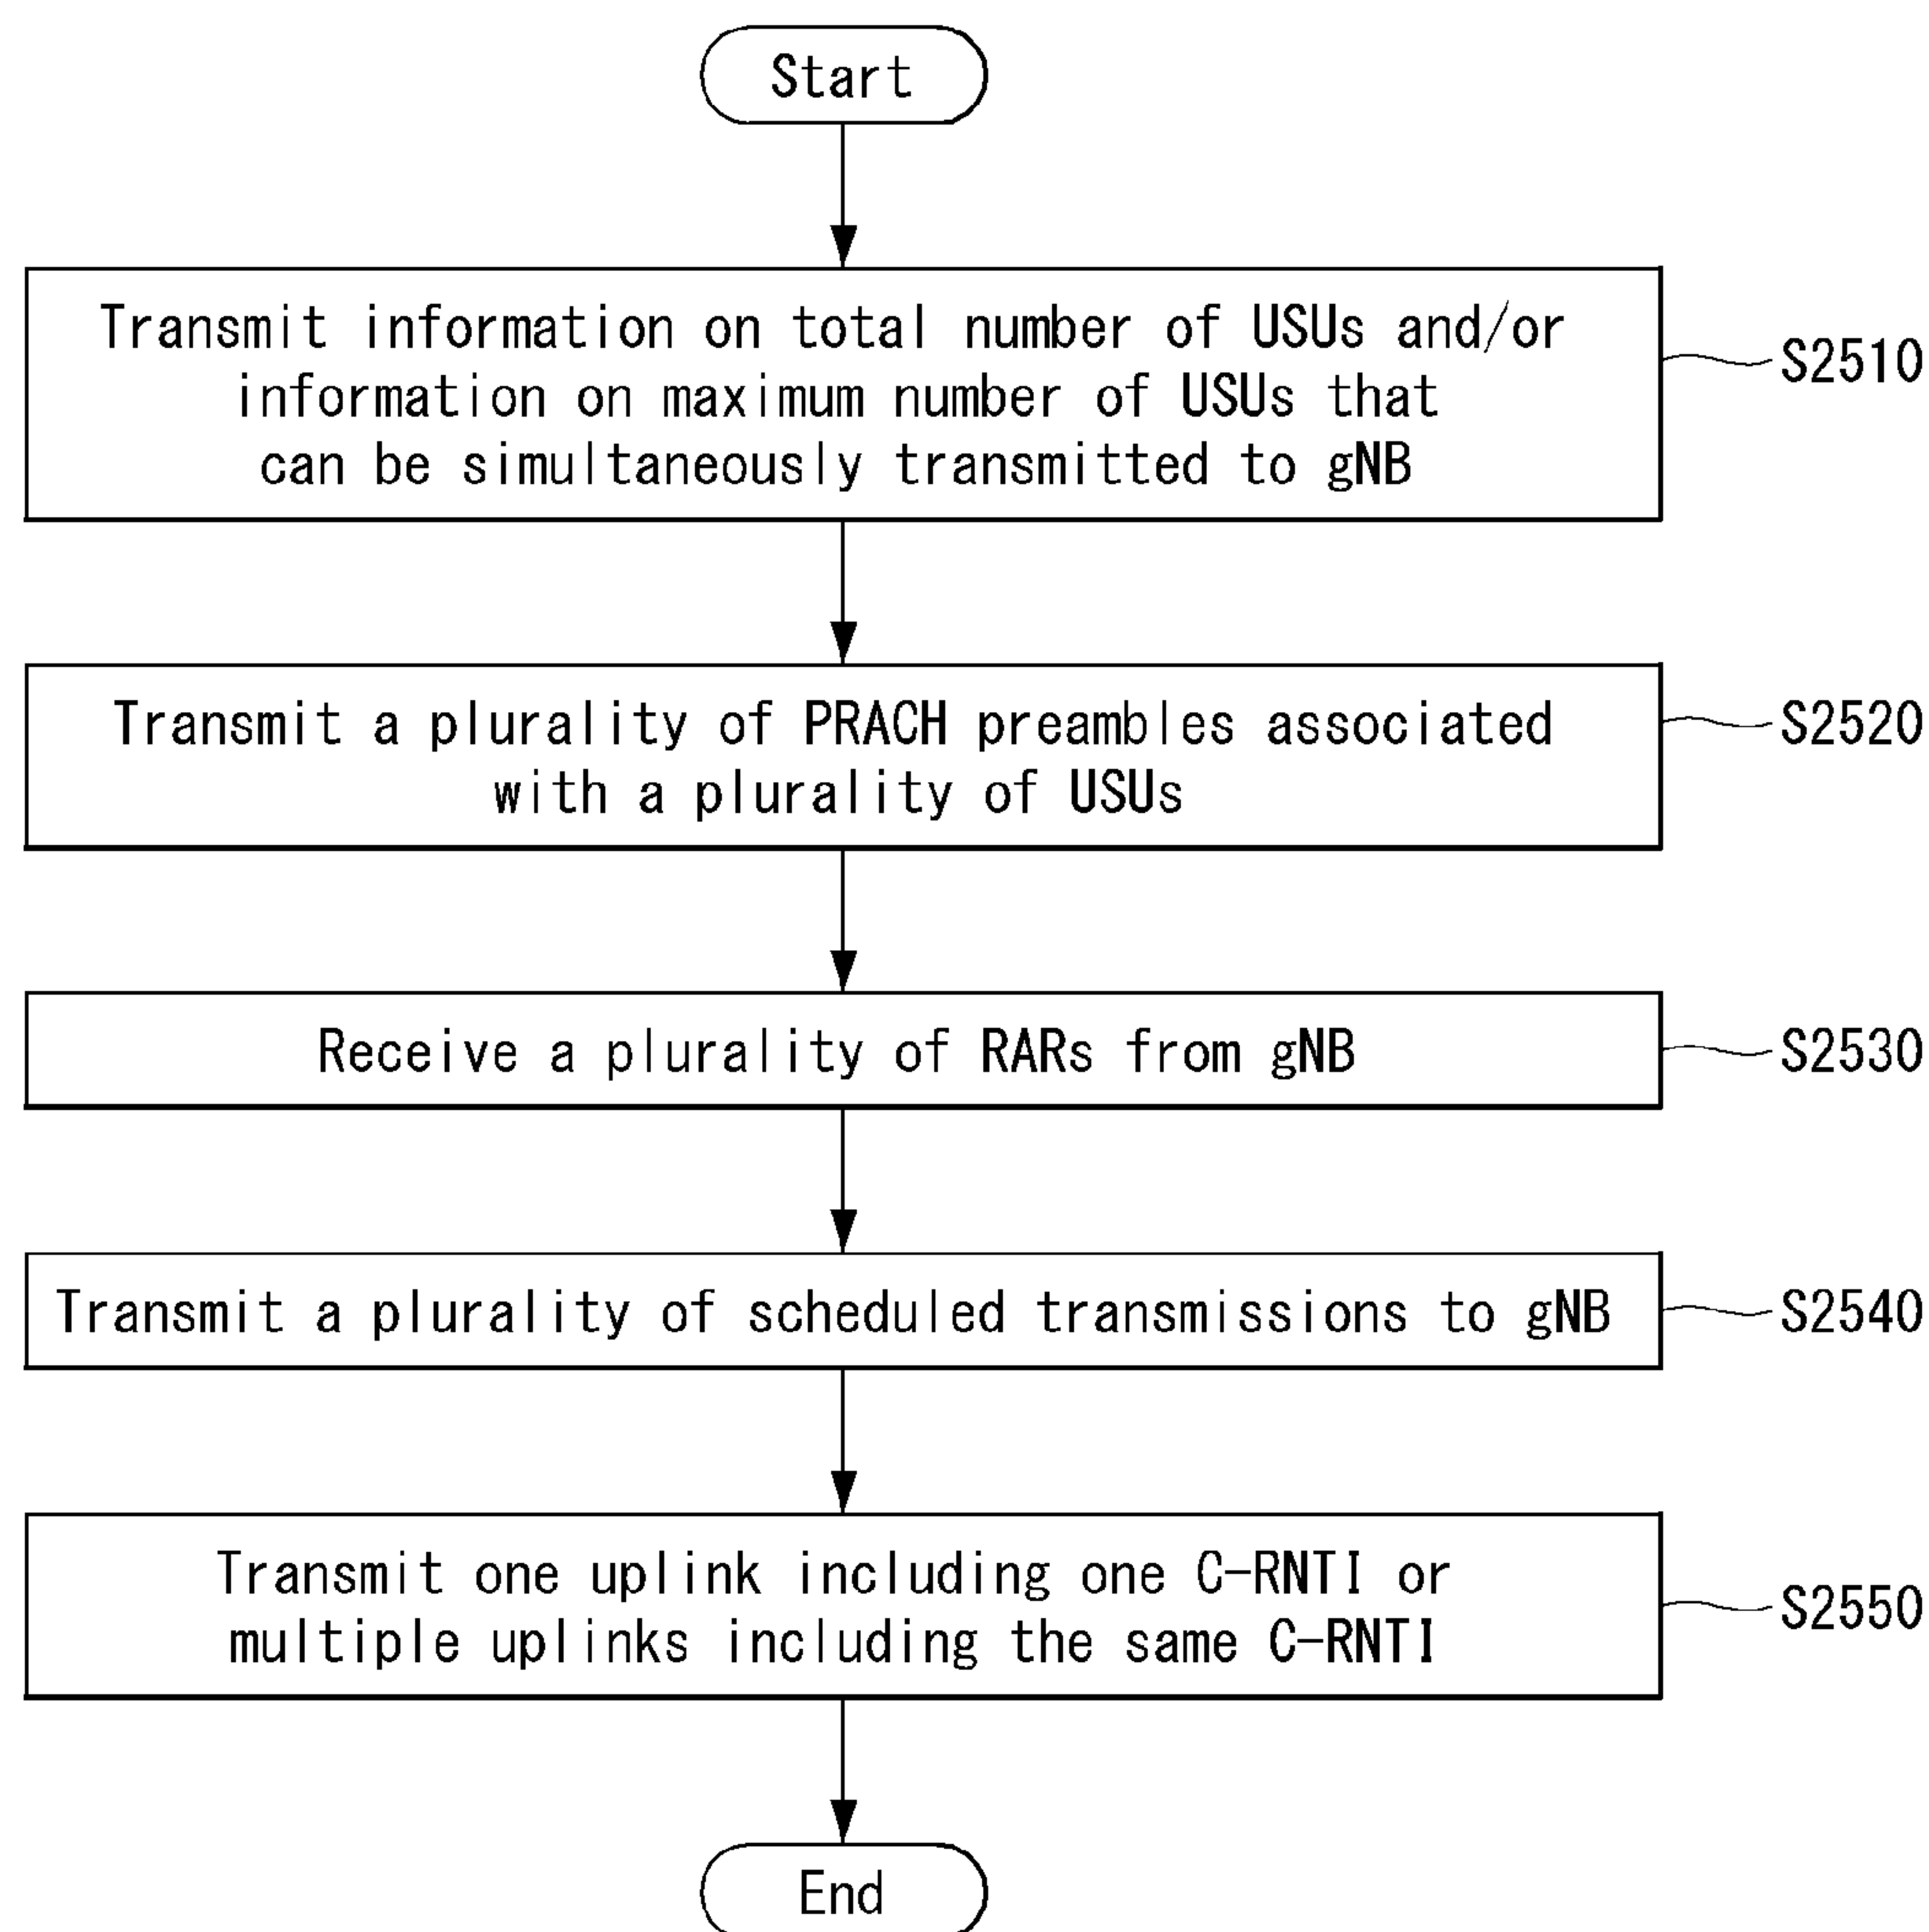 Start
Transmit information on total number of USUs and/or
information on maximum number of USUs that
can be simultaneously transmitted to gNB
S2510
Transmit a plurality of PRACH preambles associated
with a plurality of USUs
S2520
Receive a plurality of RARs from gNB
S2530
Transmit a plurality of scheduled transmissions to gNB
S2540
Transmit one uplink including one C-RNTI or
multiple uplinks including the same C-RNTI
S2550
End